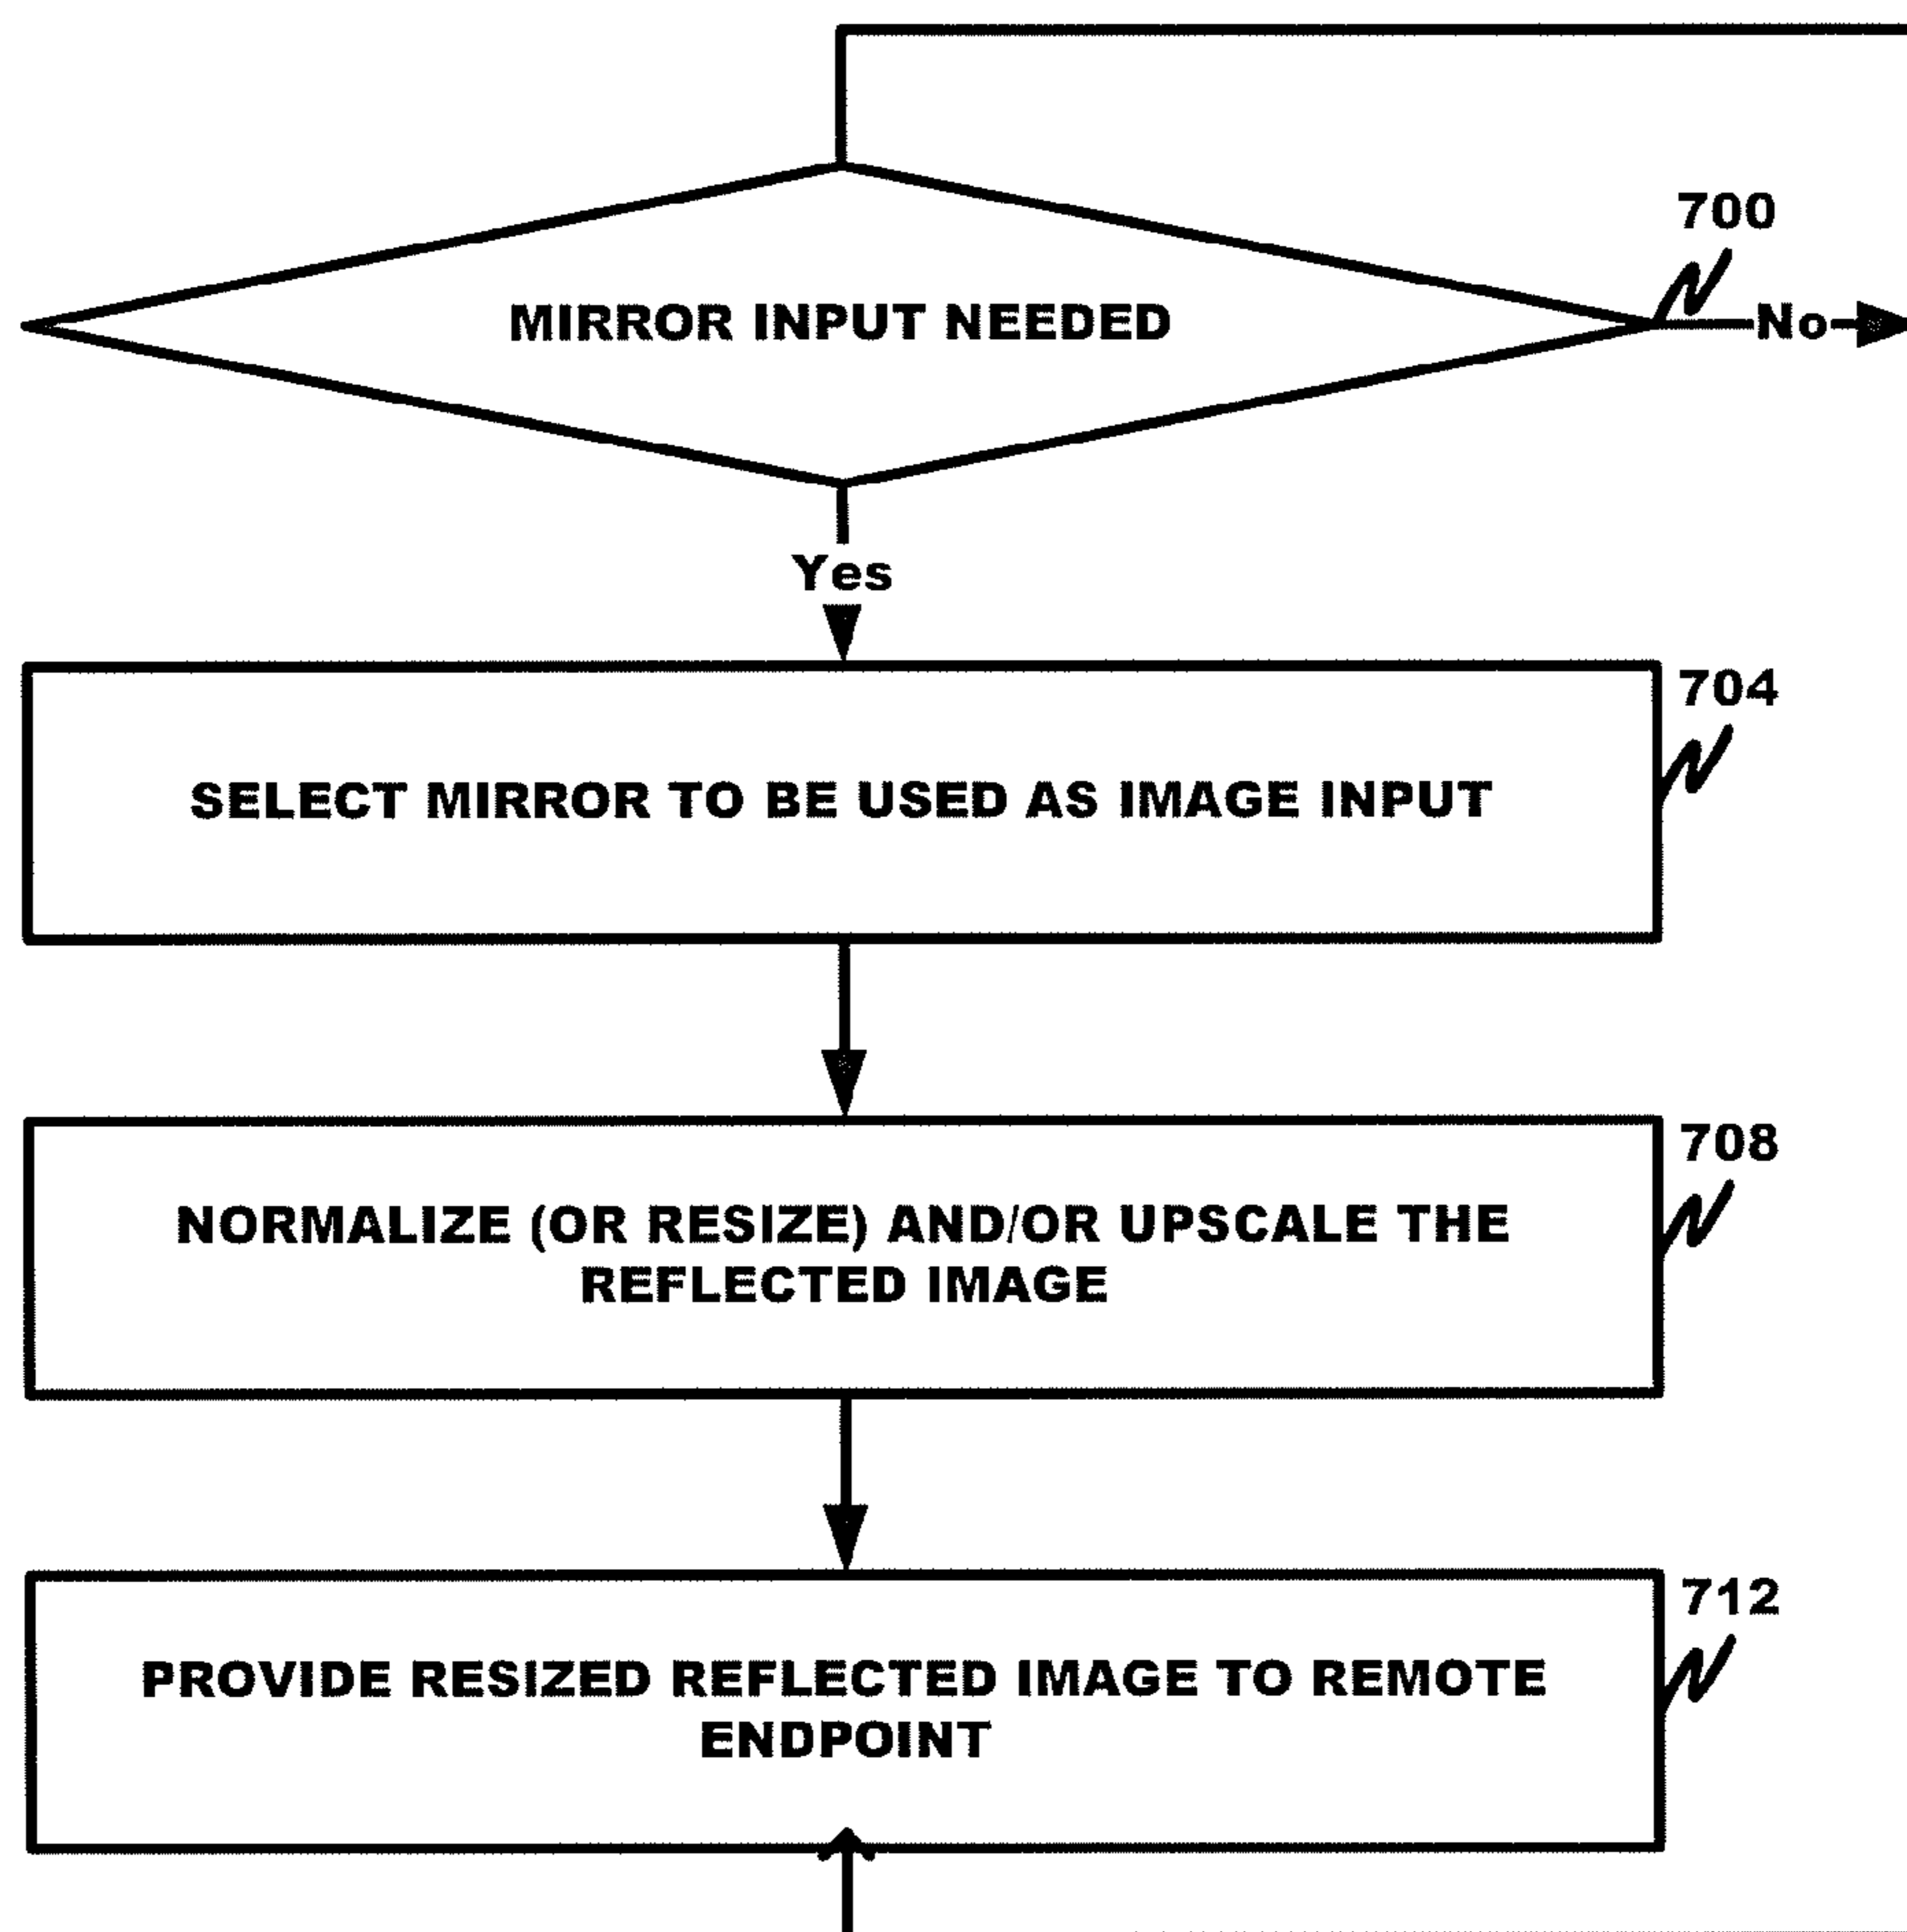 700
MIRROR INPUT NEEDED
No
Yes
704
SELECT MIRROR TO BE USED AS IMAGE INPUT
708
NORMALIZE (OR RESIZE) AND/OR UPSCALE THE
REFLECTED IMAGE
712
PROVIDE RESIZED REFLECTED IMAGE TO REMOTE
ENDPOINT